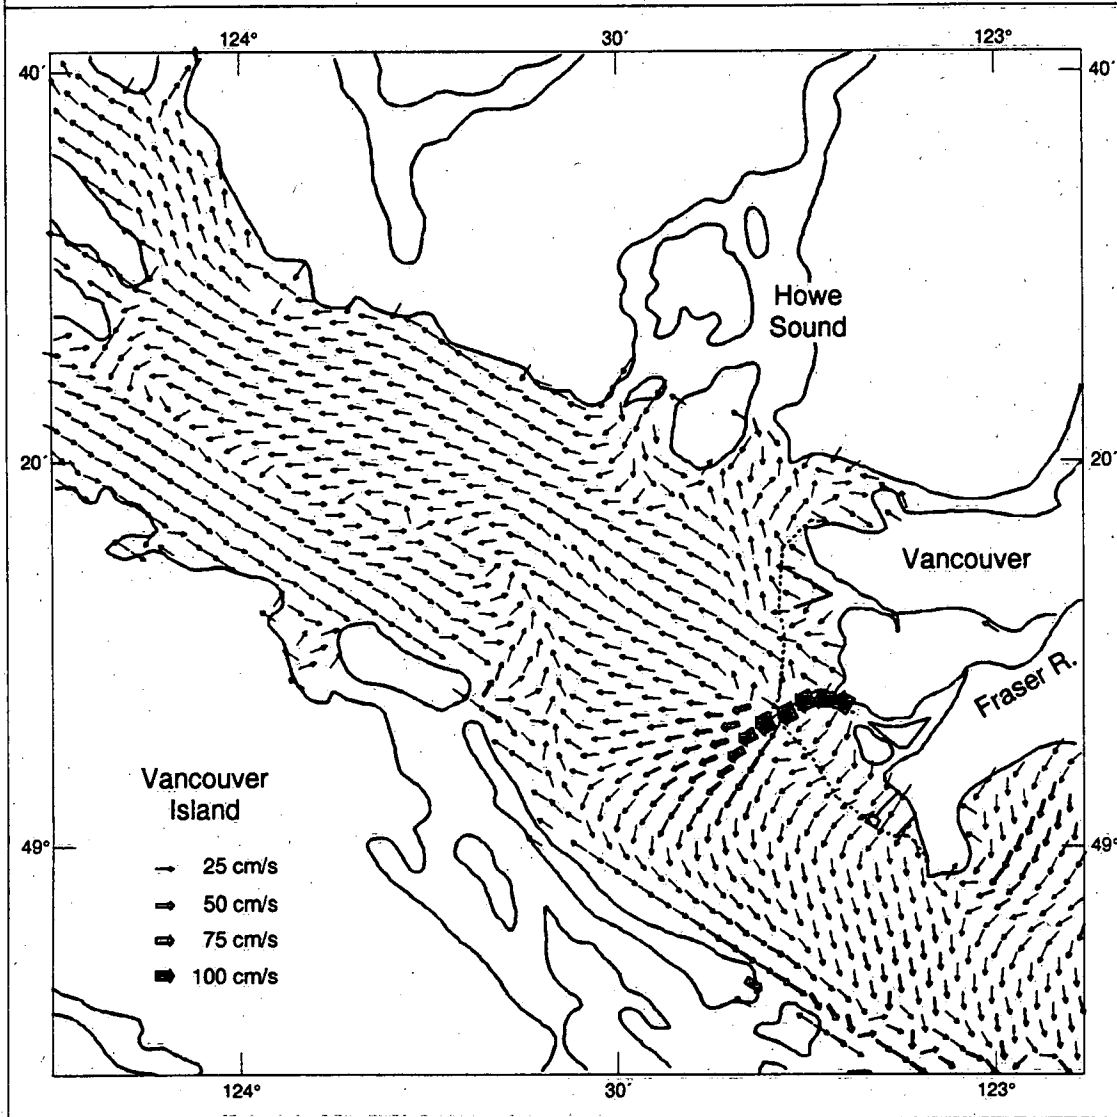 124°
30′
123°
40′
40′
Howe
Sound
20′
20′
Vancouver
Fraser R.
Vancouver
Island
49°
49°
25 cm/s
50 cm/s
75 cm/s
100 cm/s
124°
30′
123°